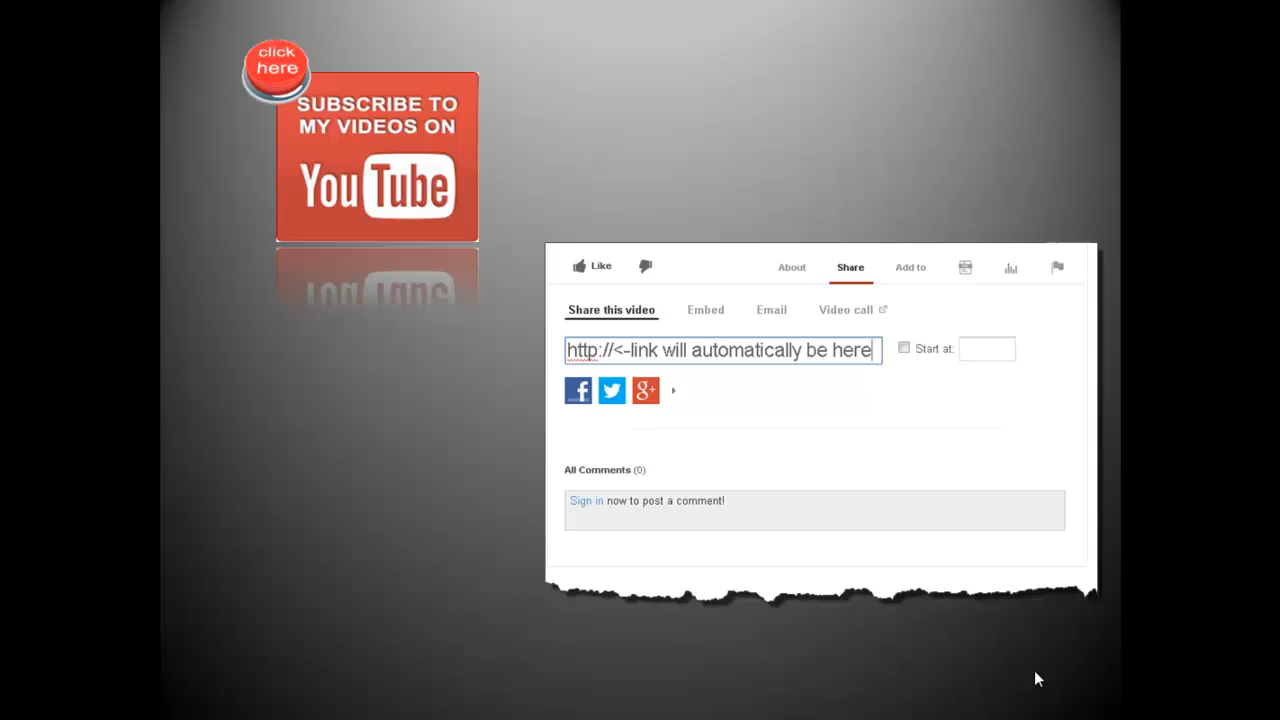 click
here
SUBSCRIBE TO
MY VIDEOS ON
YouTube
Like
About
Share
Add to
Share this video
Embed
Email
Video call
http://<-link will automatically be here
Start at:
All Comments (0)
Sign in now to post a comment!